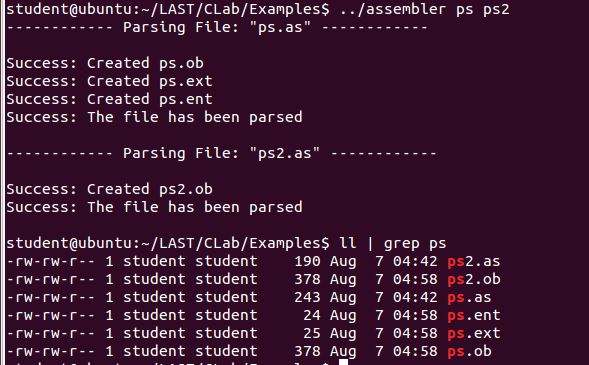 student@ubuntu:~/LAST/CLab/Examples$ ../assembler ps ps2
------------ Parsing File: "ps.as" ------------
Success: Created ps.ob
Success: Created ps.ext
Success: Created ps.ent
Success: The file has been parsed
------------ Parsing File: "ps2.as" ------------
Success: Created ps2.ob
Success: The file has been parsed
student@ubuntu:~/LAST/CLab/Examples$ ll | grep ps
-rw-rw-r-- 1 student student    190 Aug  7 04:42 ps2.as
-rw-rw-r-- 1 student student    378 Aug  7 04:58 ps2.ob
-rw-rw-r-- 1 student student    243 Aug  7 04:42 ps.as
-rw-rw-r-- 1 student student     24 Aug  7 04:58 ps.ent
-rw-rw-r-- 1 student student     25 Aug  7 04:58 ps.ext
-rw-rw-r-- 1 student student    378 Aug  7 04:58 ps.ob